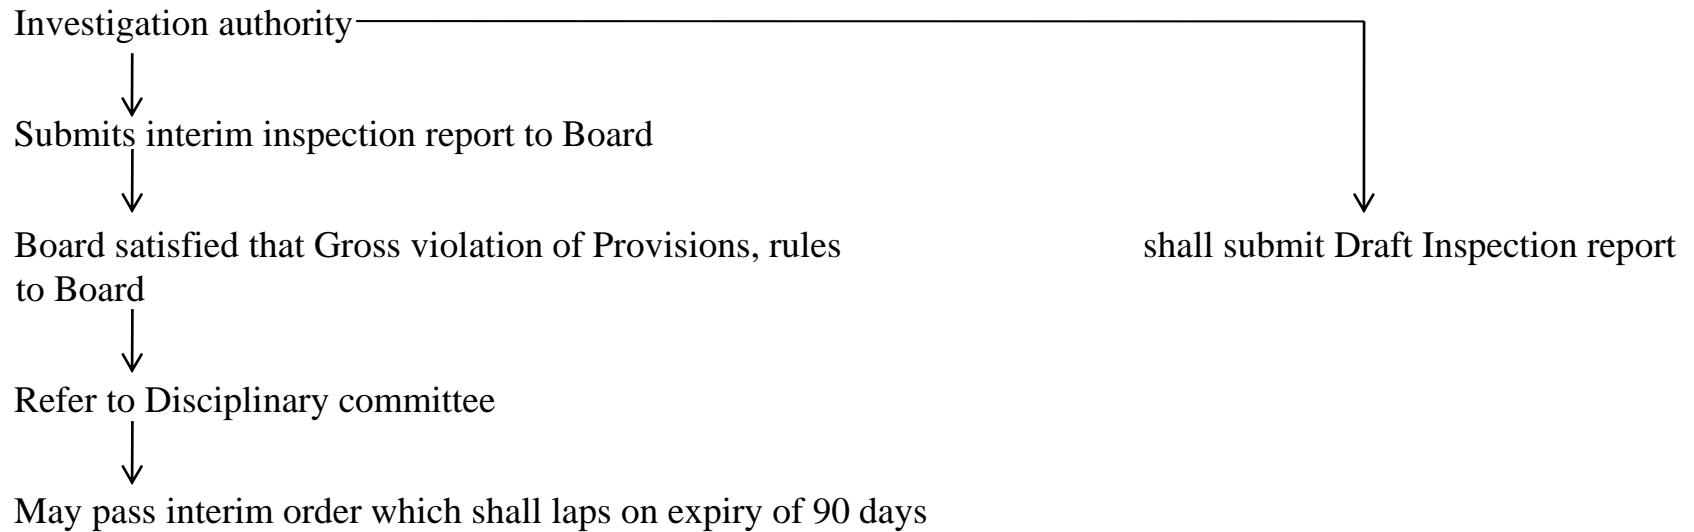 Investigation authority
Submits interim inspection report to Board
Board satisfied that Gross violation of Provisions, rules shall submit Draft Inspection report
to Board
Refer to Disciplinary committee
May pass interim order which shall laps on expiry of 90 days